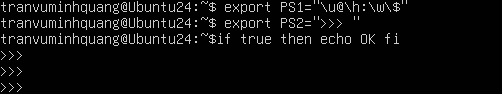 tranvuminhquang@Ubuntu24:~$ export PS1="\u@\h:\w\$"
tranvuminhquang@Ubuntu24:~$ export PS2=">>> "
tranvuminhquang@Ubuntu24:~$if true then echo OK fi
>>>
>>>
>>>